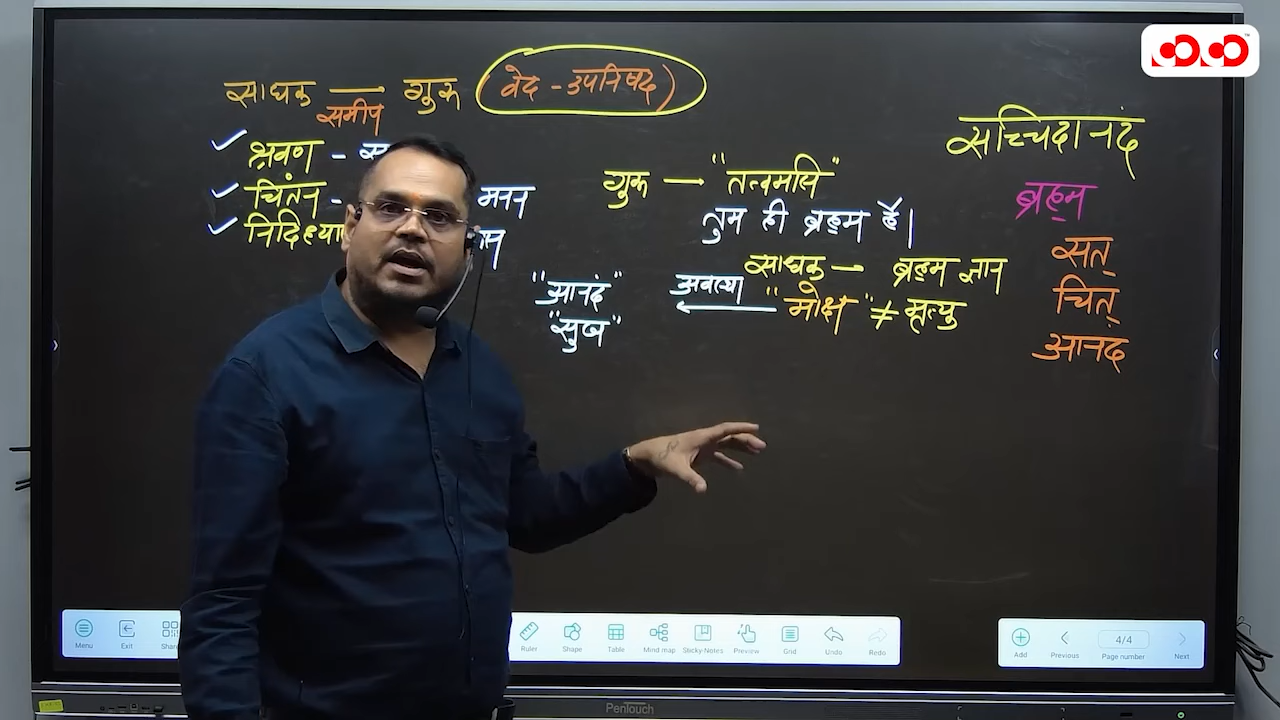 साधक → गुरू (वेद - उपनिषद)
समीप
✓ श्रवण -
✓ चिंतन - मनन
✓ निदिध्या
गुरू → "तत्वमसि"
तुम ही ब्रह्म हैं।
साधक → ब्रह्म ज्ञान
"आनंद" अवस्था "मोक्ष" ≠ मृत्यु
"सुख"
सच्चिदानंद
ब्रह्म
सत्
चित्
आनंद
Menu Exit Share Ruler Shape Table Mind map Sticky-Notes Preview Grid Undo Redo
Add Previous 4/4 Page number Next
PenTouch